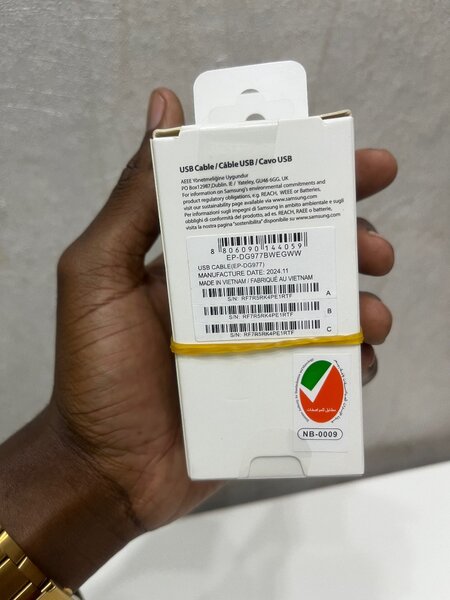 USB Cable / Câble USB / Cavo USB
AEEE Yönetmeliğine Uygundur
PO Box12987,Dublin. IE / Yateley, GU46 6GG. UK
For information on Samsung's environmental commitments and
product regulatory obligations, e.g. REACH, WEEE or Batteries,
visit our sustainability page available via www.samsung.com
Per informazioni sugli impegni di Samsung in ambito ambientale e sugli
obblighi di conformità del prodotto, ad es. REACH, RAEE o batterie,
visita la nostra pagina "sostenibilità" disponibile su www.samsung.com
8 806090 144059
EP-DG977BWEGWW
USB CABLE(EP-DG977)
MANUFACTURE DATE: 2024.11
MADE IN VIETNAM / FABRIQUÉ AU VIETNAM
A
S/N: RF7R5RK4PE1RTF
B
S/N: RF7R5RK4PE1RTF
C
S/N: RF7R5RK4PE1RTF
مطابق للمواصفات
NB-0009